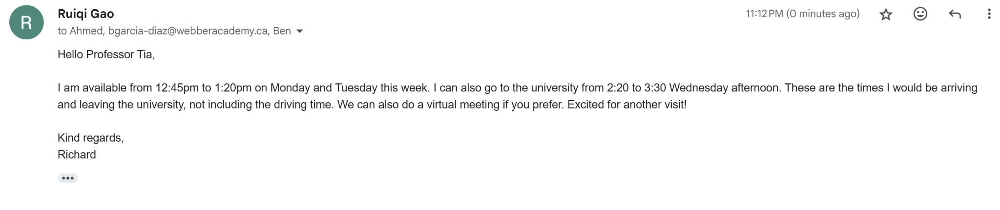 R
Ruiqi Gao
11:12 PM (0 minutes ago)
to Ahmed, bgarcia-diaz@webberacademy.ca, Ben
Hello Professor Tia,
I am available from 12:45pm to 1:20pm on Monday and Tuesday this week. I can also go to the university from 2:20 to 3:30 Wednesday afternoon. These are the times I would be arriving
and leaving the university, not including the driving time. We can also do a virtual meeting if you prefer. Excited for another visit!
Kind regards,
Richard